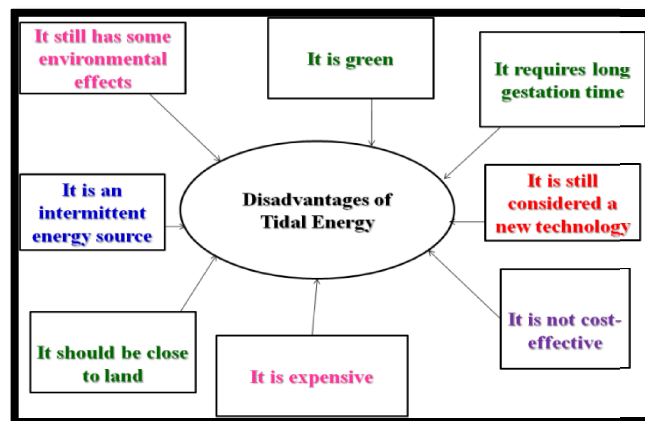 It still has some
environmental
effects
It is green
It requires long
gestation time
It is an
intermittent
energy source
Disadvantages of
Tidal Energy
It is still
considered a
new technology
It should be close
to land
It is expensive
It is not cost-
effective